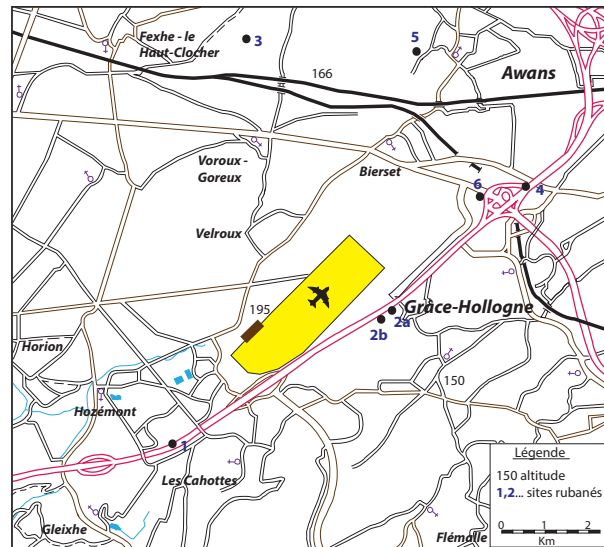 Fexhe - le
Haut-Clocher
3
5
166
Awans
Voroux -
Goreux
Bierset
6
4
Velroux
195
Grâce-Hollogne
2a
2b
Horion
150
Hozémont
1
Les Cahottes
Gleixhe
Flémalle
Légende
150 altitude
1,2... sites rubanés
0 1 2
Km